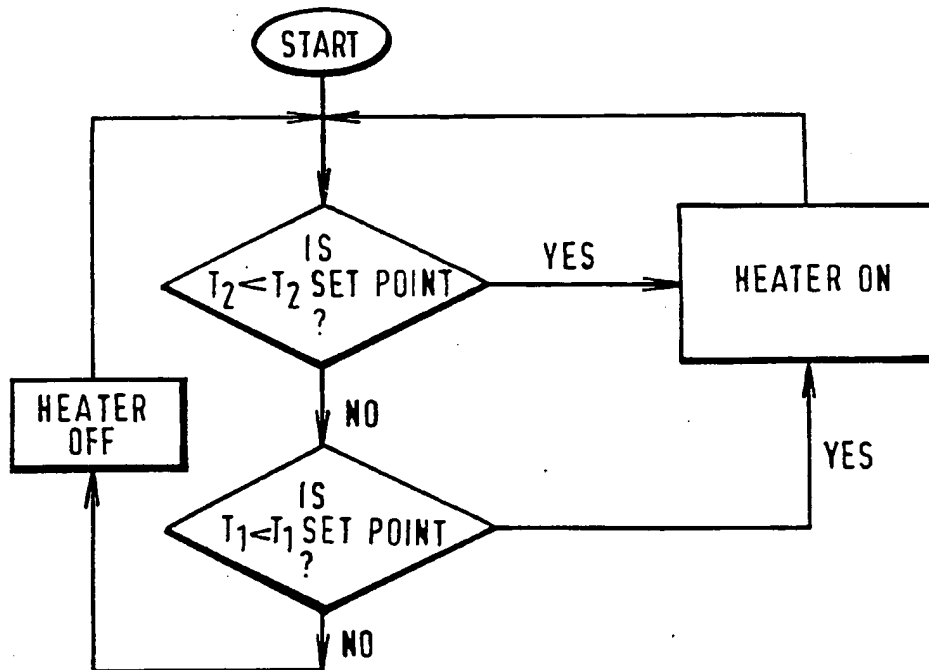 START
IS
T₂<T₂ SET POINT
?
YES
HEATER ON
NO
HEATER
OFF
IS
T₁<T₁ SET POINT
?
YES
NO